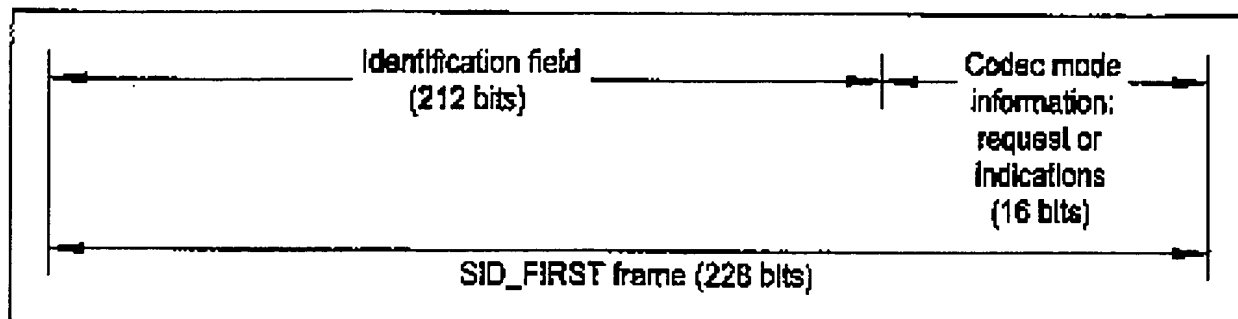 Identification field
(212 bits)
Codec mode
information:
request or
indications
(16 bits)
SID_FIRST frame (228 bits)